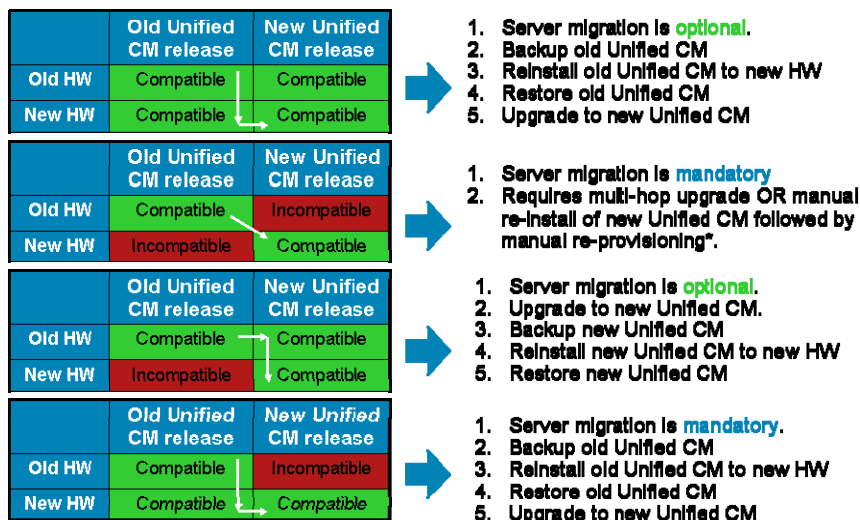 Old Unified New Unified
CM release CM release
Old HW Compatible Compatible
New HW Compatible Compatible
1. Server migration is optional.
2. Backup old Unified CM
3. Reinstall old Unified CM to new HW
4. Restore old Unified CM
5. Upgrade to new Unified CM
Old Unified New Unified
CM release CM release
Old HW Compatible Incompatible
New HW Incompatible Compatible
1. Server migration is mandatory
2. Requires multi-hop upgrade OR manual
re-install of new Unified CM followed by
manual re-provisioning*.
Old Unified New Unified
CM release CM release
Old HW Compatible Compatible
New HW Incompatible Compatible
1. Server migration is optional.
2. Upgrade to new Unified CM.
3. Backup new Unified CM
4. Reinstall new Unified CM to new HW
5. Restore new Unified CM
Old Unified New Unified
CM release CM release
Old HW Compatible Incompatible
New HW Compatible Compatible
1. Server migration is mandatory.
2. Backup old Unified CM
3. Reinstall old Unified CM to new HW
4. Restore old Unified CM
5. Upgrade to new Unified CM